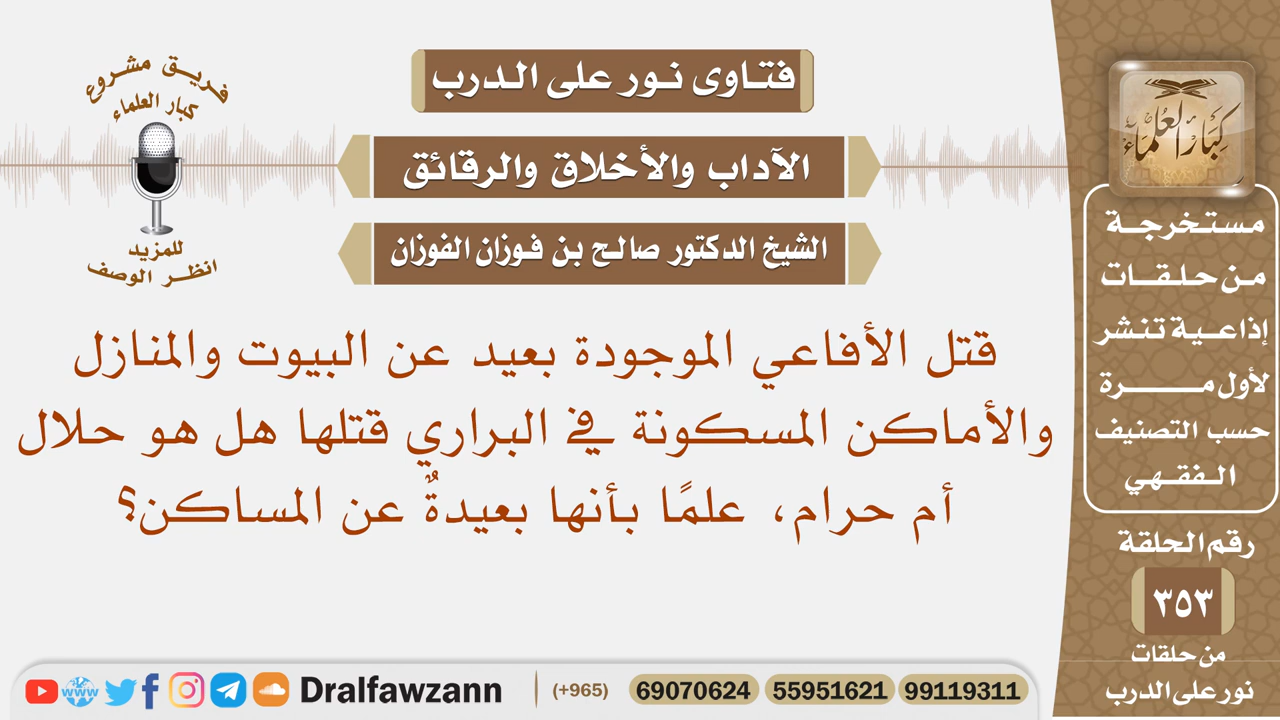 فتاوى نور على الدرب
الآداب والأخلاق والرقائق
الشيخ الدكتور صالح بن فوزان الفوزان
فريق مشروع
كبار العلماء
للمزيد
انظر الوصف
قتل الأفاعي الموجودة بعيد عن البيوت والمنازل
والأماكن المسكونة في البراري قتلها هل هو حلال
أم حرام، علمًا بأنها بعيدةٌ عن المساكن؟
كبار العلماء
مستخرجة
من حلقات
إذاعية تنشر
لأول مرة
حسب التصنيف
الفقهي
رقم الحلقة
٣٥٣
من حلقات
نور على الدرب
www Dralfawzann (+965) 69070624 55951621 99119311